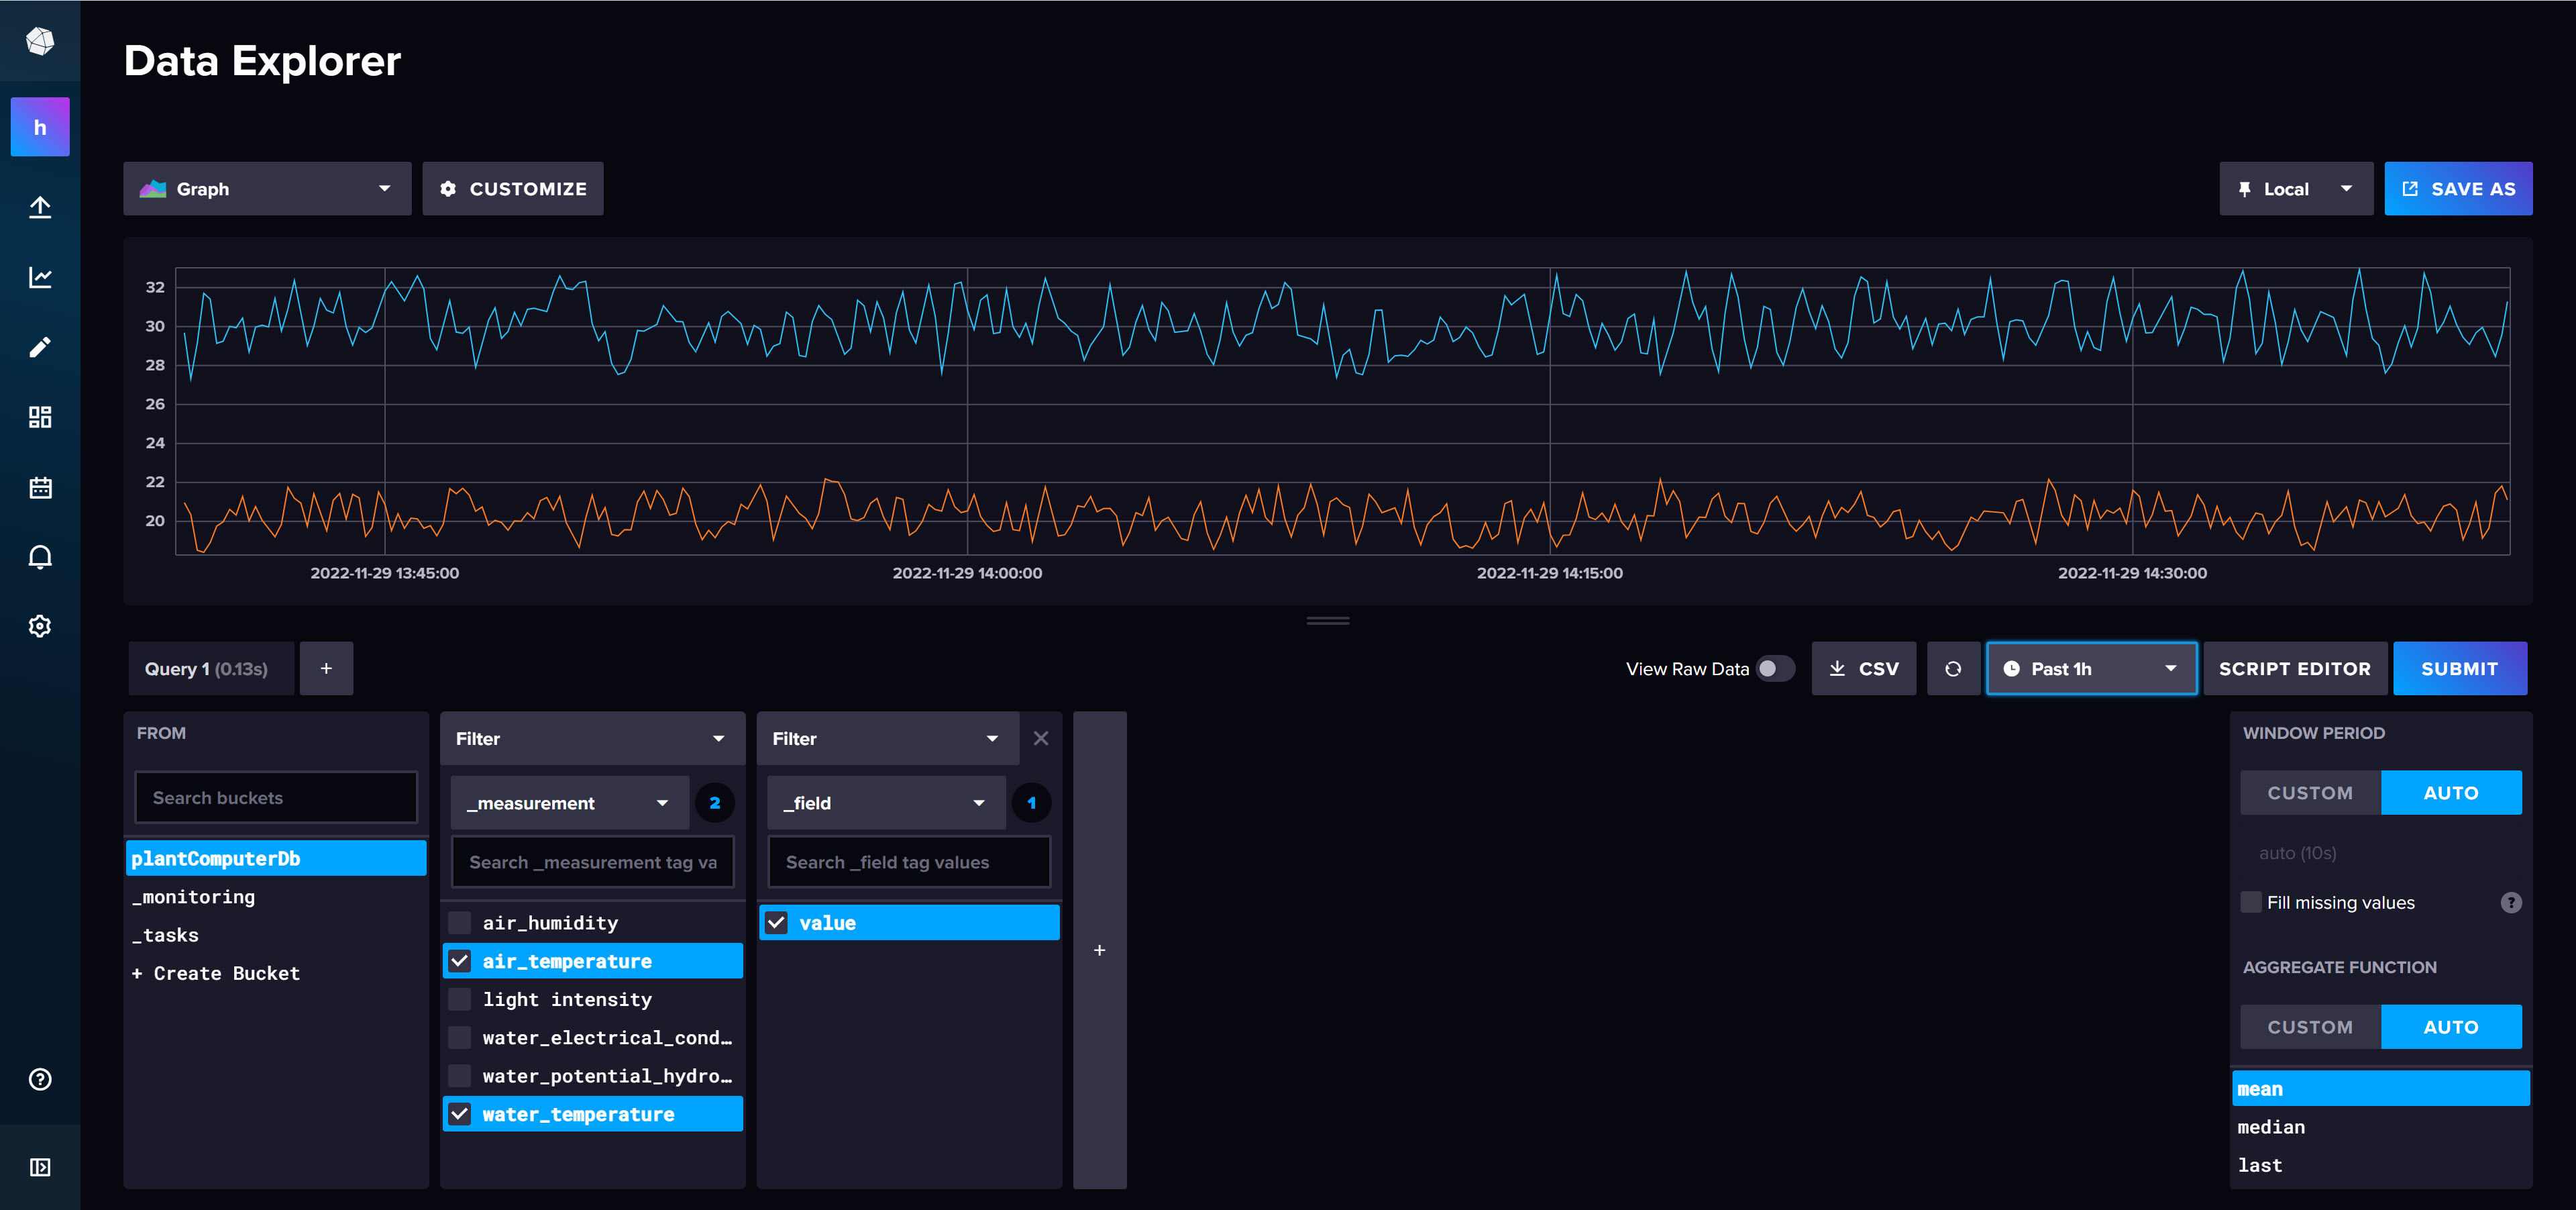 Data Explorer
h
Graph
CUSTOMIZE
Local
SAVE AS
32
30
28
26
24
22
20
2022-11-29 13:45:00
2022-11-29 14:00:00
2022-11-29 14:15:00
2022-11-29 14:30:00
Query 1 (0.13s)
+
View Raw Data
CSV
Past 1h
SCRIPT EDITOR
SUBMIT
FROM
Search buckets
plantComputerDb
_monitoring
_tasks
+ Create Bucket
Filter
_measurement
2
Search _measurement tag va
air_humidity
air_temperature
light intensity
water_electrical_cond…
water_potential_hydro…
water_temperature
Filter
_field
1
Search _field tag values
value
+
WINDOW PERIOD
CUSTOM
AUTO
auto (10s)
Fill missing values
?
AGGREGATE FUNCTION
CUSTOM
AUTO
mean
median
last